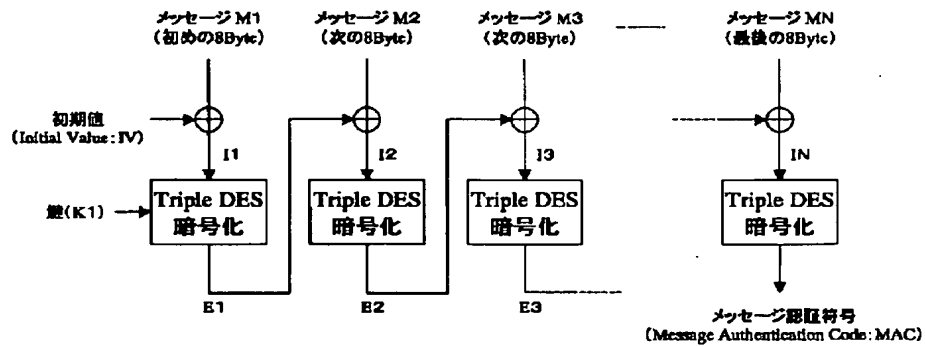 メッセージ M1
(初めの8Byte)
メッセージ M2
(次の8Byte)
メッセージ M3
(次の8Byte)
メッセージ MN
(最後の8Byte)
初期値
(Initial Value: IV)
I1
I2
I3
IN
鍵(K1)
Triple DES
暗号化
Triple DES
暗号化
Triple DES
暗号化
Triple DES
暗号化
E1
E2
E3
メッセージ認証符号
(Message Authentication Code: MAC)